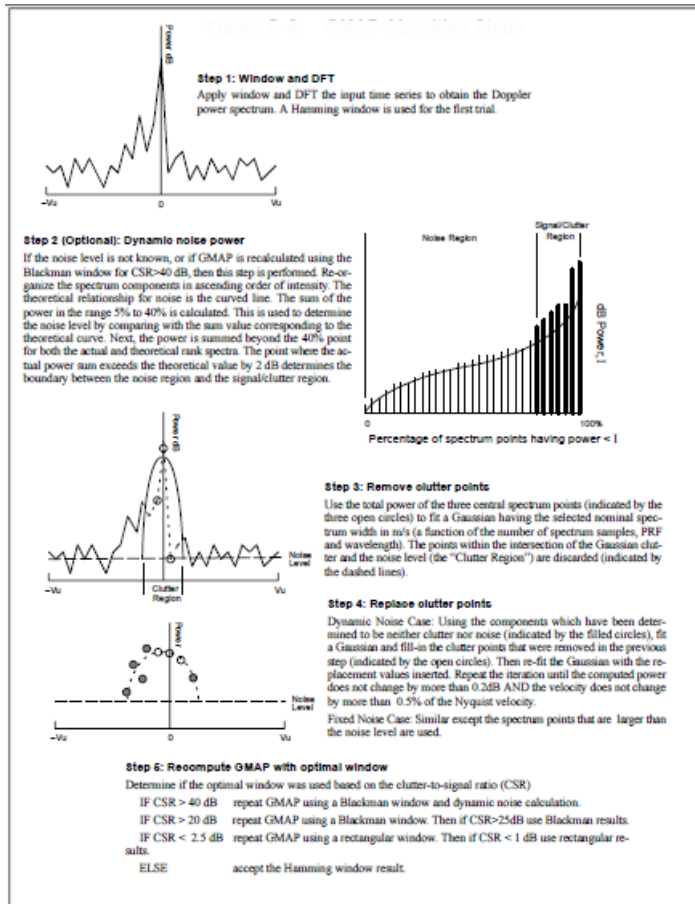 Figure 5-5: GMAP Algorithm Steps
Power dB
Step 1: Window and DFT
Apply window and DFT the input time series to obtain the Doppler
power spectrum. A Hamming window is used for the first trial.
–Vu
0
Vu
Step 2 (Optional): Dynamic noise power
If the noise level is not known, or if GMAP is recalculated using the
Blackman window for CSR>40 dB, then this step is performed. Re-
organize the spectrum components in ascending order of intensity. The
theoretical relationship for noise is the curved line. The sum of the
power in the range 5% to 40% is calculated. This is used to determine
the noise level by comparing with the sum value corresponding to the
theoretical curve. Next, the power is summed beyond the 40% point
for both the actual and theoretical rank spectra. The point where the ac-
tual power sum exceeds the theoretical value by 2 dB determines the
boundary between the noise region and the signal/clutter region.
Noise Region
Signal/Clutter
Region
dB Power, I
0
100%
Percentage of spectrum points having power < I
Power dB
Noise
Level
–Vu
Clutter
Region
Vu
Step 3: Remove clutter points
Use the total power of the three central spectrum points (indicated by the
three open circles) to fit a Gaussian having the selected nominal spec-
trum width in m/s (a function of the number of spectrum samples, PRF
and wavelength). The points within the intersection of the Gaussian clut-
ter and the noise level (the “Clutter Region”) are discarded (indicated by
the dashed lines).
Power
Noise
Level
–Vu
0
Vu
Step 4: Replace clutter points
Dynamic Noise Case: Using the components which have been deter-
mined to be neither clutter nor noise (indicated by the filled circles), fit
a Gaussian and fill-in the clutter points that were removed in the previous
step (indicated by the open circles). Then re-fit the Gaussian with the re-
placement values inserted. Repeat the iteration until the computed power
does not change by more than 0.2dB AND the velocity does not change
by more than 0.5% of the Nyquist velocity.
Fixed Noise Case: Similar except the spectrum points that are larger than
the noise level are used.
Step 5: Recompute GMAP with optimal window
Determine if the optimal window was used based on the clutter-to-signal ratio (CSR)
IF CSR > 40 dB repeat GMAP using a Blackman window and dynamic noise calculation.
IF CSR > 20 dB repeat GMAP using a Blackman window. Then if CSR>25dB use Blackman results.
IF CSR < 2.5 dB repeat GMAP using a rectangular window. Then if CSR < 1 dB use rectangular re-
sults.
ELSE accept the Hamming window result.